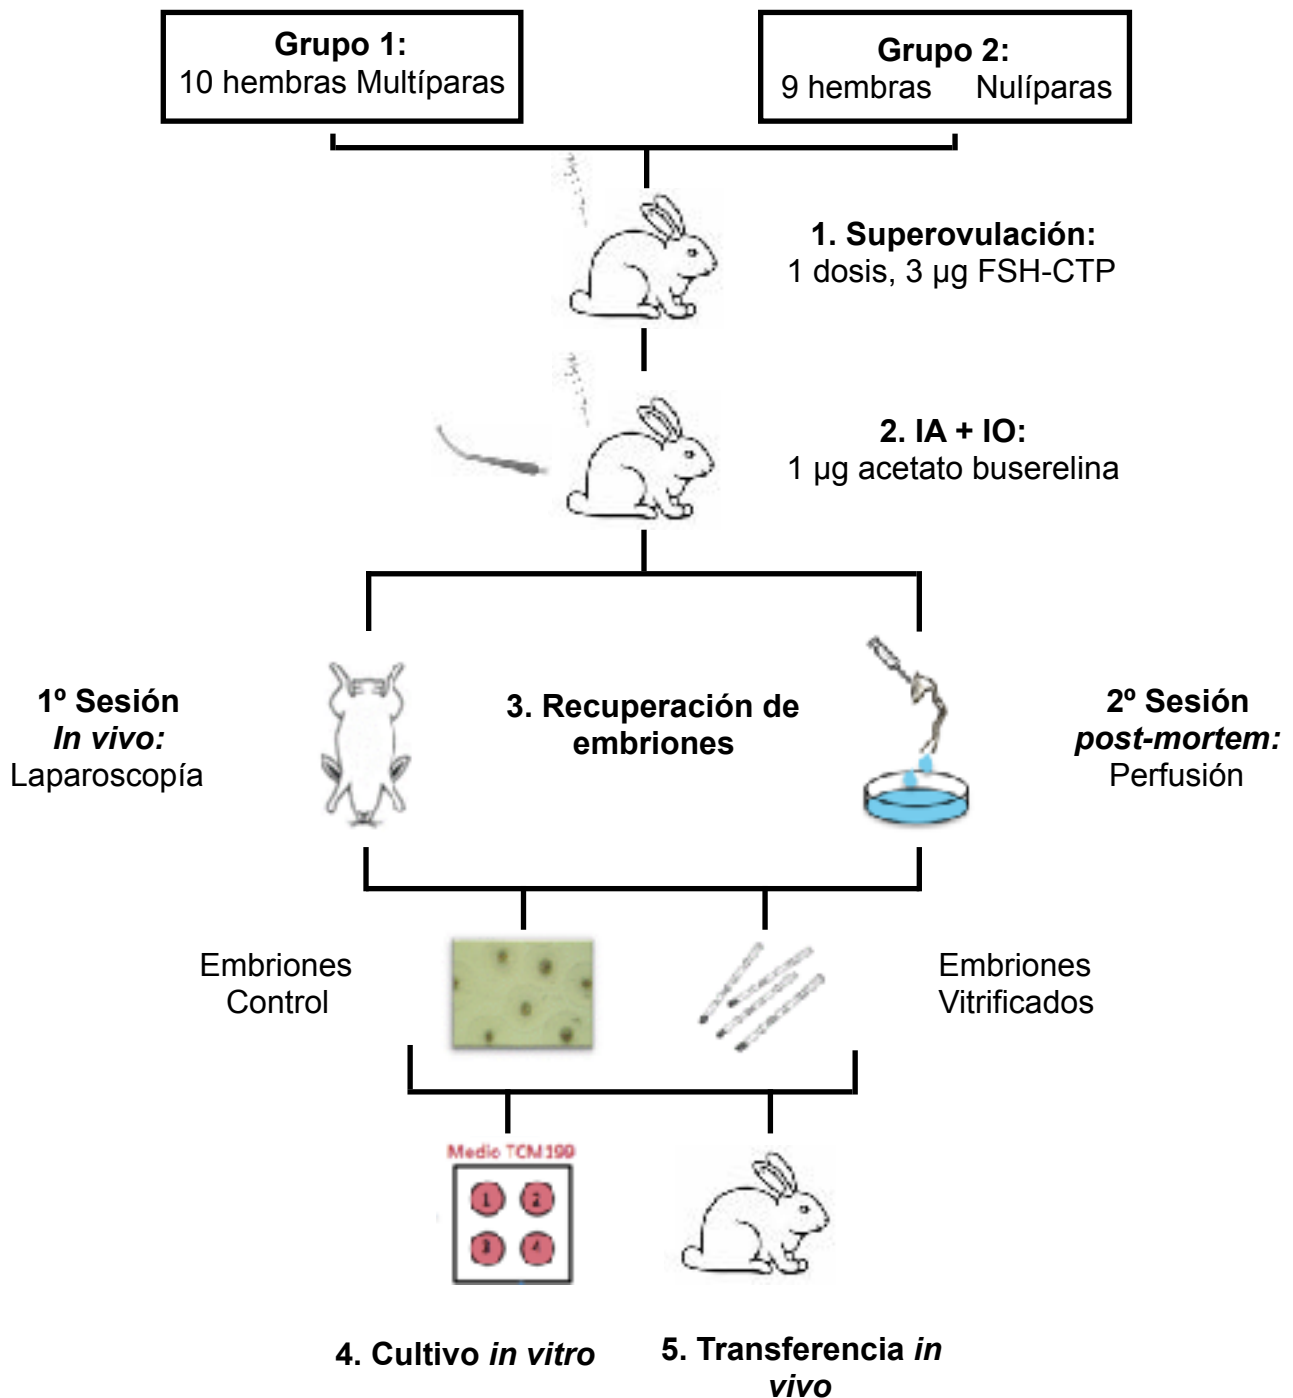 Grupo 1:
10 hembras Multíparas
Grupo 2:
9 hembras Nulíparas
1. Superovulación:
1 dosis, 3 µg FSH-CTP
2. IA + IO:
1 µg acetato buserelina
1º Sesión
In vivo:
Laparoscopía
3. Recuperación de
embriones
2º Sesión
post-mortem:
Perfusión
Embriones
Control
Embriones
Vitrificados
Medio TCM199
1 2
3 4
4. Cultivo in vitro
5. Transferencia in
vivo